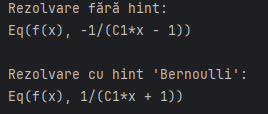 Rezolvare fără hint:
Eq(f(x), -1/(C1*x - 1))
Rezolvare cu hint 'Bernoulli':
Eq(f(x), 1/(C1*x + 1))